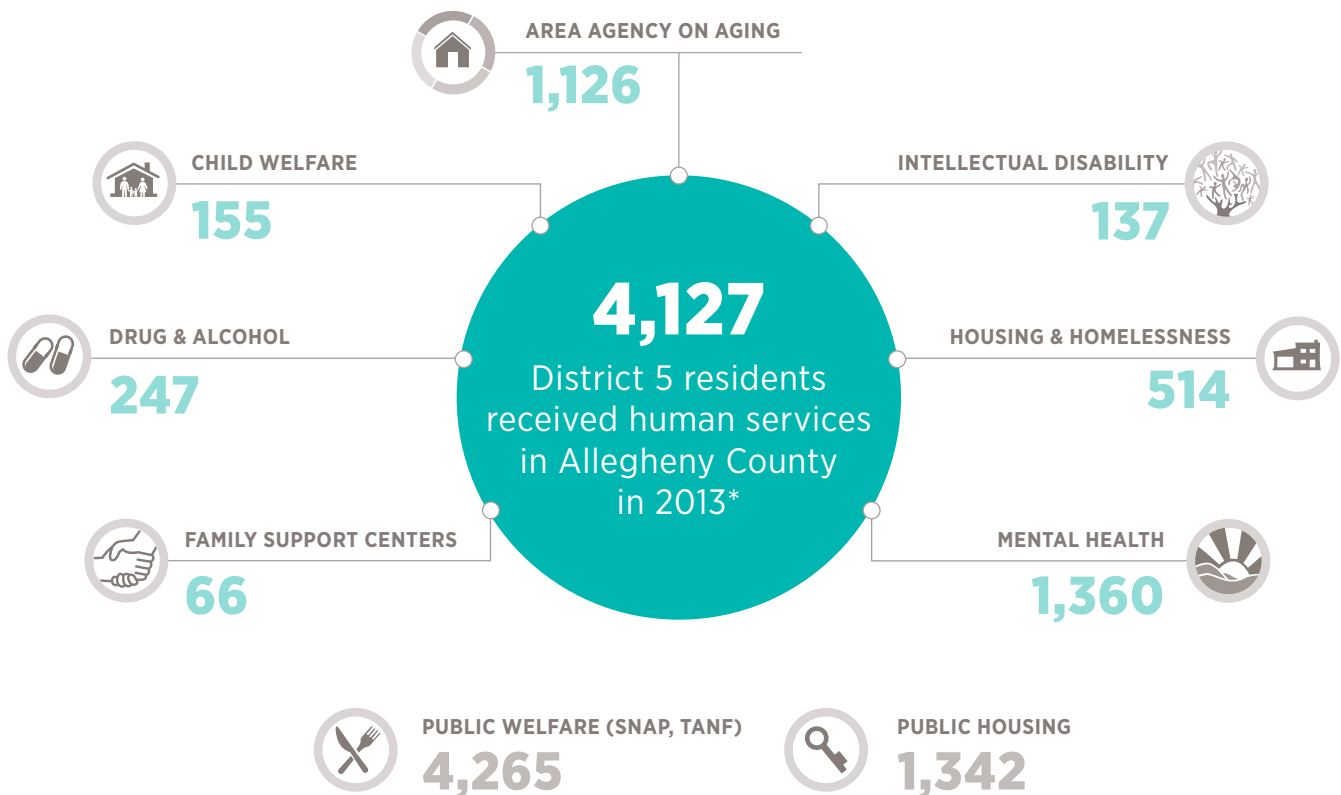 AREA AGENCY ON AGING
1,126
CHILD WELFARE
155
INTELLECTUAL DISABILITY
137
4,127
District 5 residents
received human services
in Allegheny County
in 2013*
DRUG & ALCOHOL
247
HOUSING & HOMELESSNESS
514
FAMILY SUPPORT CENTERS
66
MENTAL HEALTH
1,360
PUBLIC WELFARE (SNAP, TANF)
4,265
PUBLIC HOUSING
1,342